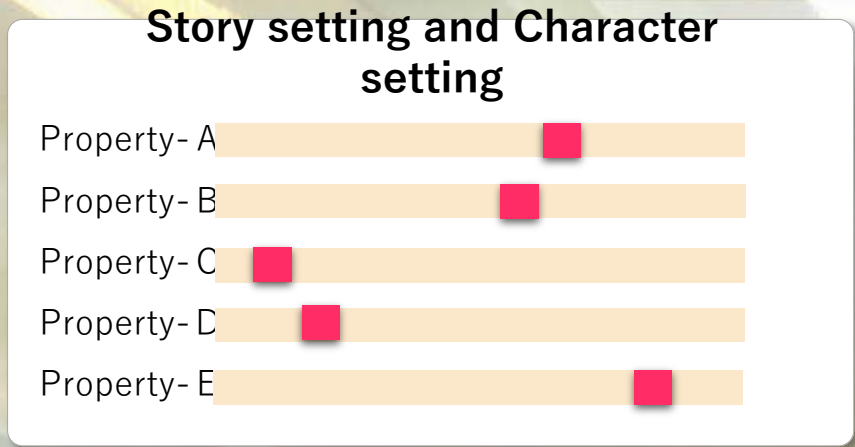 Story setting and Character
setting
Property- A
Property- B
Property- C
Property- D
Property- E